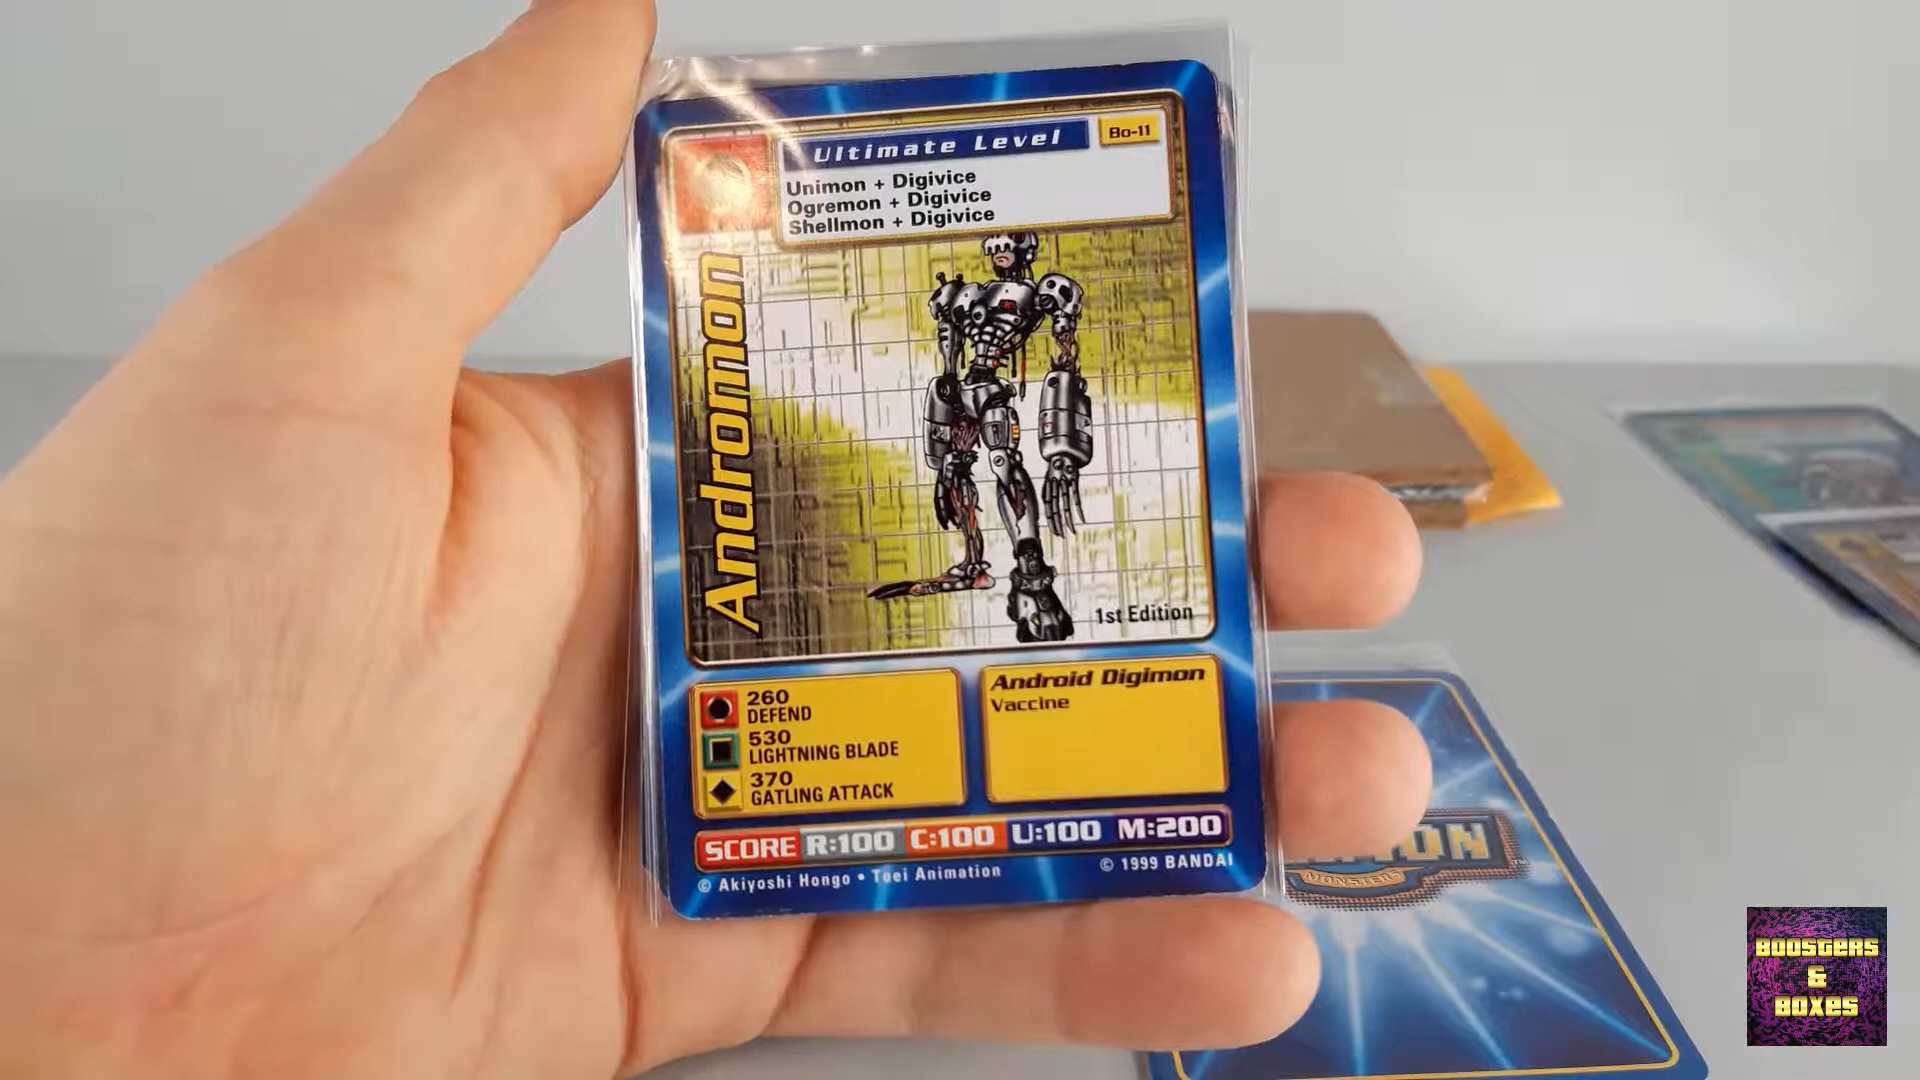 Ultimate Level
Bo-11
Unimon + Digivice
Ogremon + Digivice
Shellmon + Digivice
Andromon
1st Edition
260
DEFEND
530
LIGHTNING BLADE
370
GATLING ATTACK
Android Digimon
Vaccine
SCORE R:100 C:100 U:100 M:200
© Akiyoshi Hongo • Toei Animation
© 1999 BANDAI
MONSTERS
BOOSTERS
&
BOXES